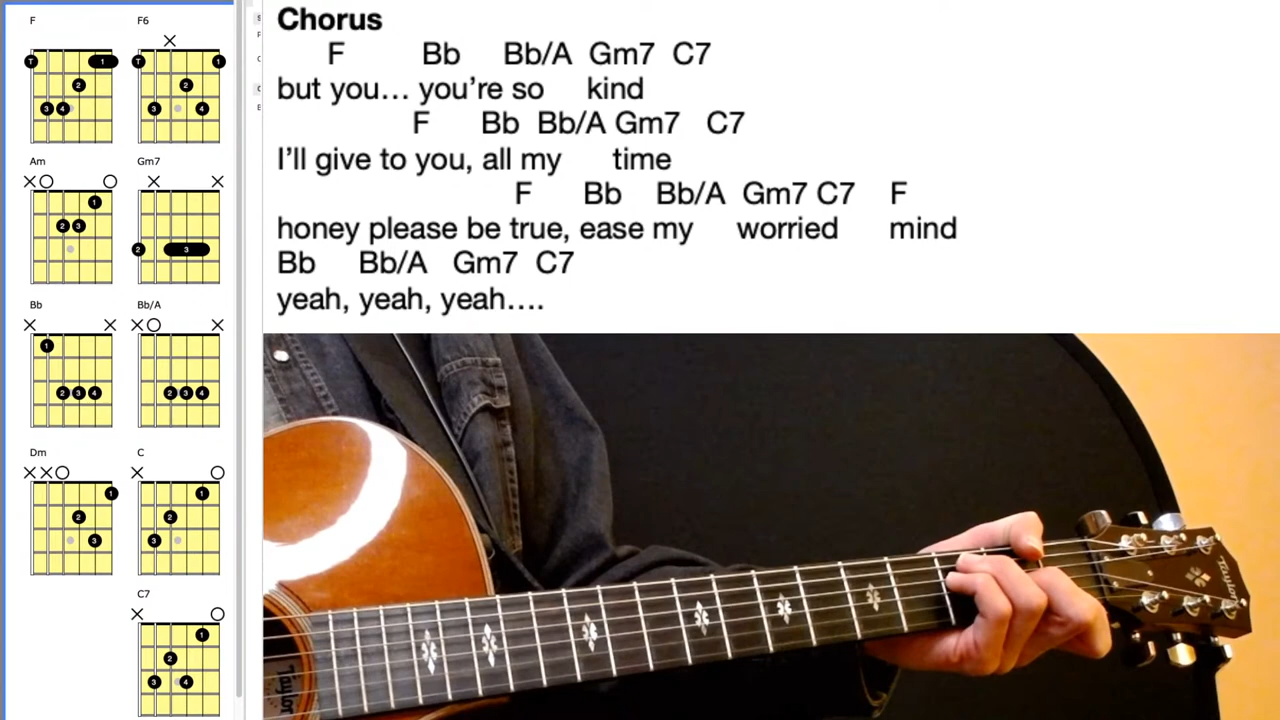 F F6
T 1 T 1
2 2
3 4 3 4
Am Gm7
1
2 3
2 3
Bb Bb/A
1
2 3 4 2 3 4
Dm C
1 1
2 2
3 3
C7
1
2
3 4
Chorus
F Bb Bb/A Gm7 C7
but you… you’re so kind
F Bb Bb/A Gm7 C7
I’ll give to you, all my time
F Bb Bb/A Gm7 C7 F
honey please be true, ease my worried mind
Bb Bb/A Gm7 C7
yeah, yeah, yeah….
Taylor
Taylor